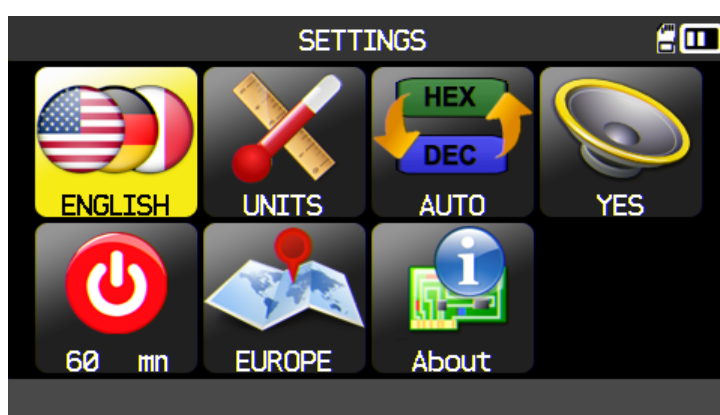 SETTINGS
HEX
DEC
ENGLISH
UNITS
AUTO
YES
i
60 mn
EUROPE
About